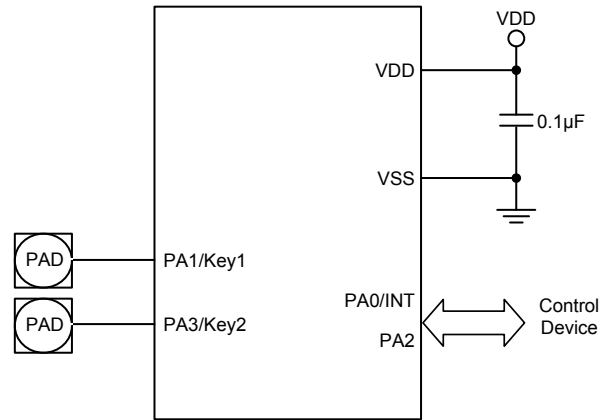 VDD
VDD
0.1µF
VSS
PAD
PA1/Key1
PAD
PA3/Key2
PA0/INT
PA2
Control
Device